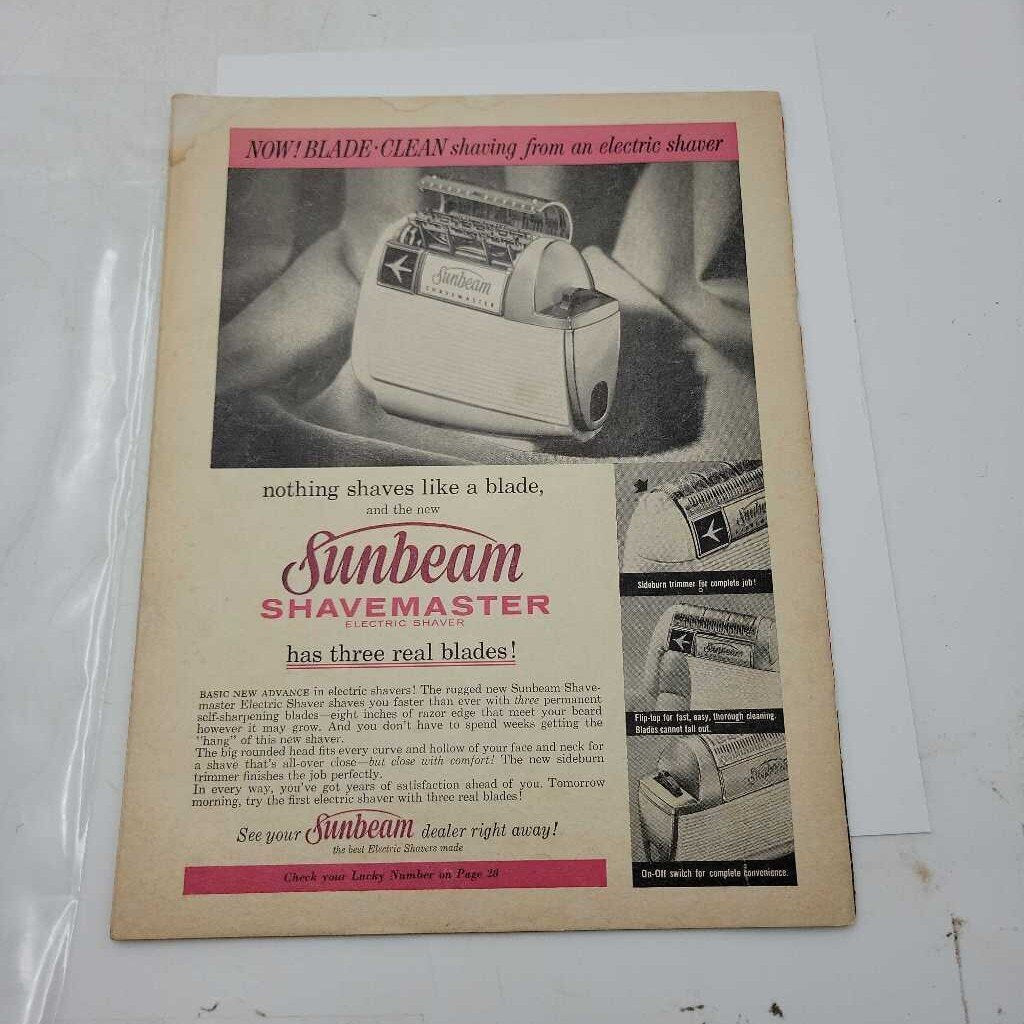 NOW! BLADE·CLEAN shaving from an electric shaver
Sunbeam
SHAVEMASTER
nothing shaves like a blade,
and the new
Sunbeam
SHAVEMASTER
ELECTRIC SHAVER
has three real blades!
BASIC NEW ADVANCE in electric shavers! The rugged new Sunbeam Shave-
master Electric Shaver shaves you faster than ever with three permanent
self-sharpening blades—eight inches of razor edge that meet your beard
however it may grow. And you don't have to spend weeks getting the
"hang" of this new shaver.
The big rounded head fits every curve and hollow of your face and neck for
a shave that's all-over close—but close with comfort! The new sideburn
trimmer finishes the job perfectly.
In every way, you've got years of satisfaction ahead of you. Tomorrow
morning, try the first electric shaver with three real blades!
See your Sunbeam dealer right away!
the best Electric Shavers made
Check your Lucky Number on Page 28
Sunbeam
Sideburn trimmer for complete job!
Sunbeam
Flip-top for fast, easy, thorough cleaning.
Blades cannot fall out.
Sunbeam
On-Off switch for complete convenience.